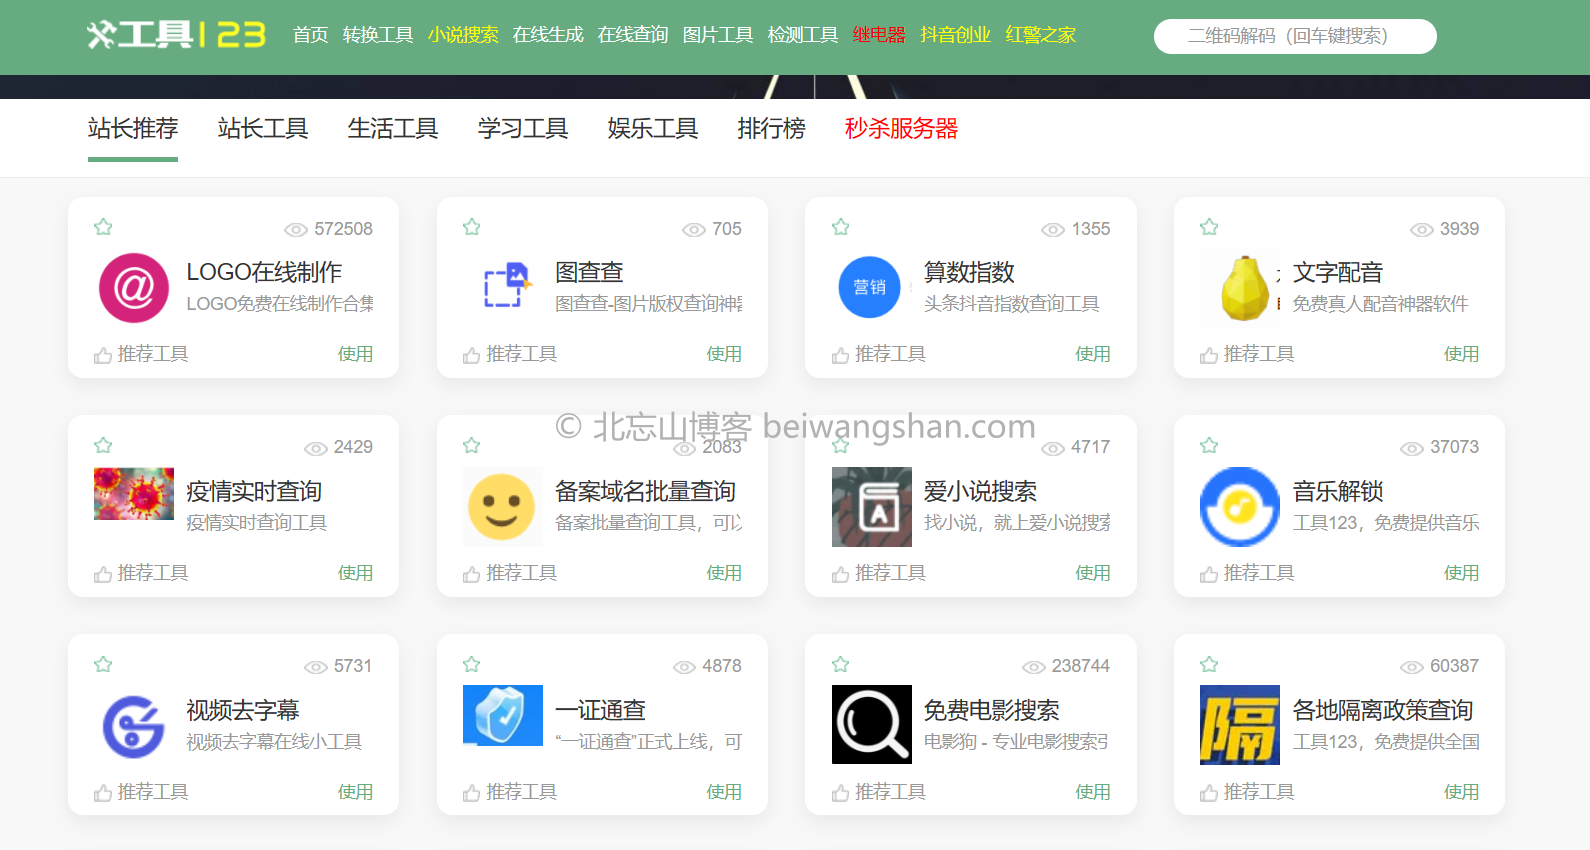 工具123
首页 转换工具 小说搜索 在线生成 在线查询 图片工具 检测工具 继电器 抖音创业 红警之家
二维码解码（回车键搜索）
站长推荐 站长工具 生活工具 学习工具 娱乐工具 排行榜 秒杀服务器
572508
@
LOGO在线制作
LOGO免费在线制作合集
推荐工具 使用
705
图查查
图查查-图片版权查询神
推荐工具 使用
1355
营销
算数指数
头条抖音指数查询工具
推荐工具 使用
3939
文字配音
免费真人配音神器软件
推荐工具 使用
© 北忘山博客 beiwangshan.com
2429
疫情实时查询
疫情实时查询工具
推荐工具 使用
2083
备案域名批量查询
备案批量查询工具，可以
推荐工具 使用
4717
A
爱小说搜索
找小说，就上爱小说搜索
推荐工具 使用
37073
音乐解锁
工具123，免费提供音乐
推荐工具 使用
5731
视频去字幕
视频去字幕在线小工具
推荐工具 使用
4878
一证通查
“一证通查”正式上线，可
推荐工具 使用
238744
免费电影搜索
电影狗 - 专业电影搜索引
推荐工具 使用
60387
隔
各地隔离政策查询
工具123，免费提供全国
推荐工具 使用